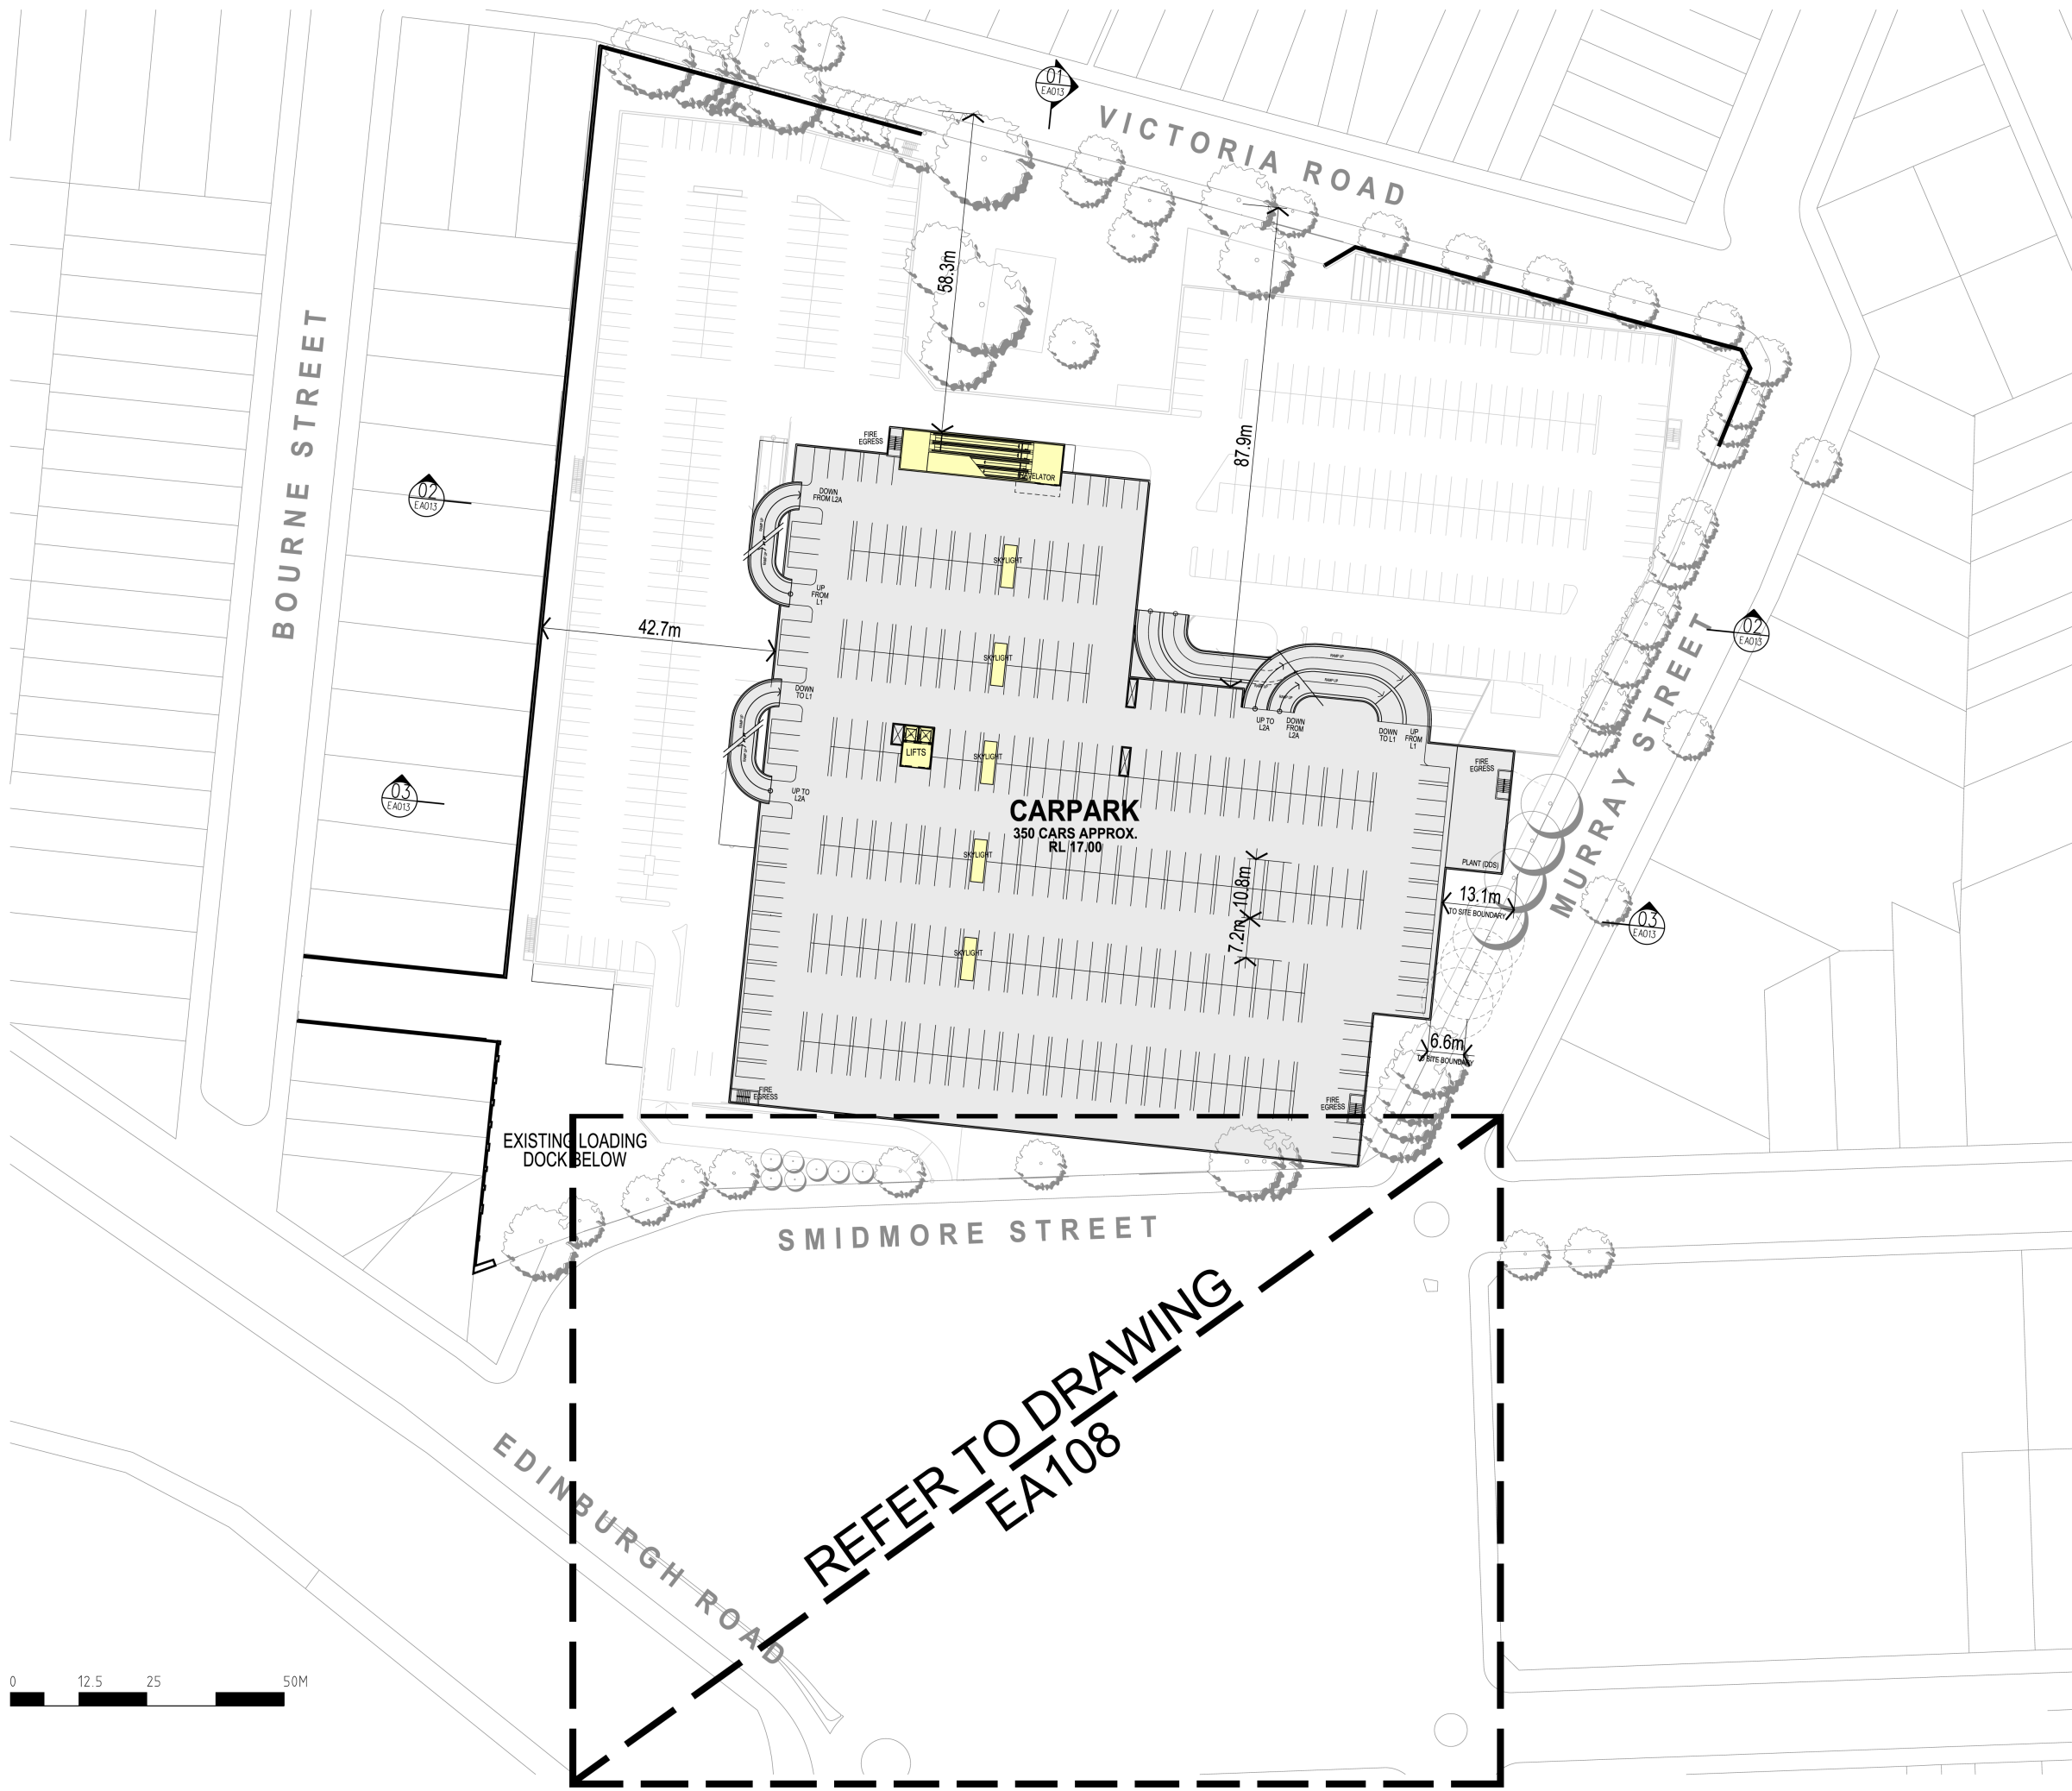 01
EA013
VICTORIA ROAD
58.3m
87.9m
BOURNE STREET
FIRE
EGRESS
DOWN
FROM L2A
SKYLIGHT
02
EA013
UP
FROM
L1
42.7m
02
EA013
MURRAY STREET
SKYLIGHT
RAMP UP
RAMP UP
DOWN
TO L1
UP TO
L2A
DOWN
FROM
L2A
DOWN
TO L1
UP
FROM
L1
LIFTS
SKYLIGHT
FIRE
EGRESS
03
EA013
UP TO
L2A
CARPARK
350 CARS APPROX.
RL 17.00
SKYLIGHT
PLANT (DDS)
10.8m
7.2m
13.1m
TO SITE BOUNDARY
03
EA013
SKYLIGHT
6.6m
TO SITE BOUNDARY
FIRE
EGRESS
FIRE
EGRESS
EXISTING LOADING
DOCK BELOW
SMIDMORE STREET
REFER TO DRAWING
EA108
EDINBURGH ROAD
0 12.5 25 50M